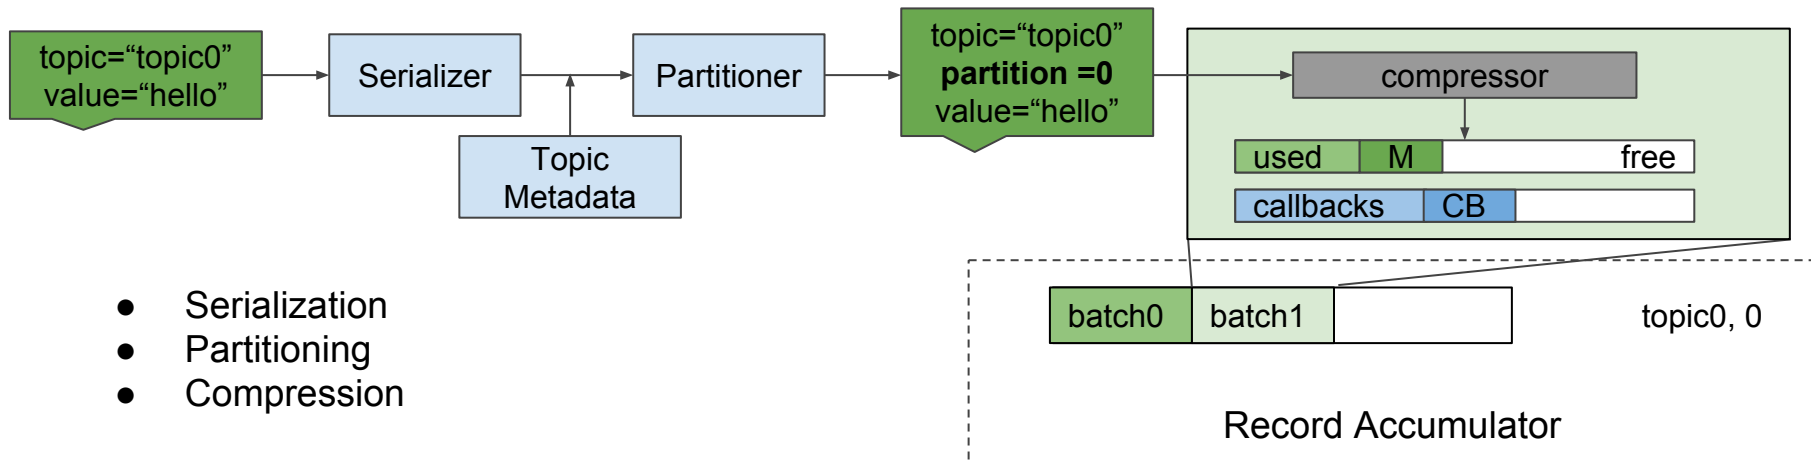 topic=“topic0”
value=“hello”
Serializer
Partitioner
Topic
Metadata
topic=“topic0”
partition =0
value=“hello”
compressor
used M free
callbacks CB
batch0 batch1 topic0, 0
Record Accumulator
● Serialization
● Partitioning
● Compression